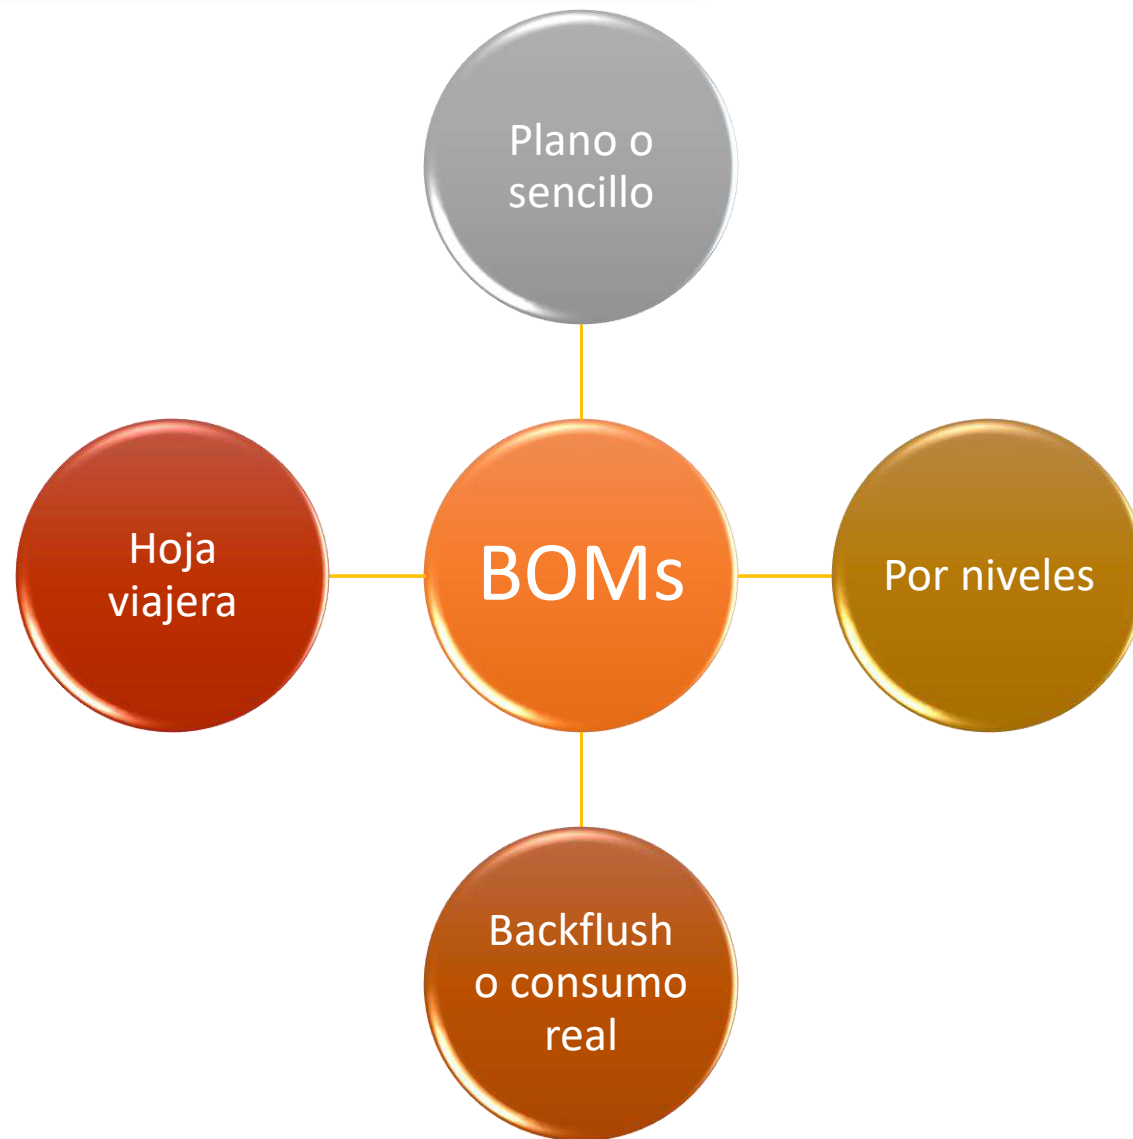 Plano o
sencillo
Hoja
viajera
BOMs
Por niveles
Backflush
o consumo
real